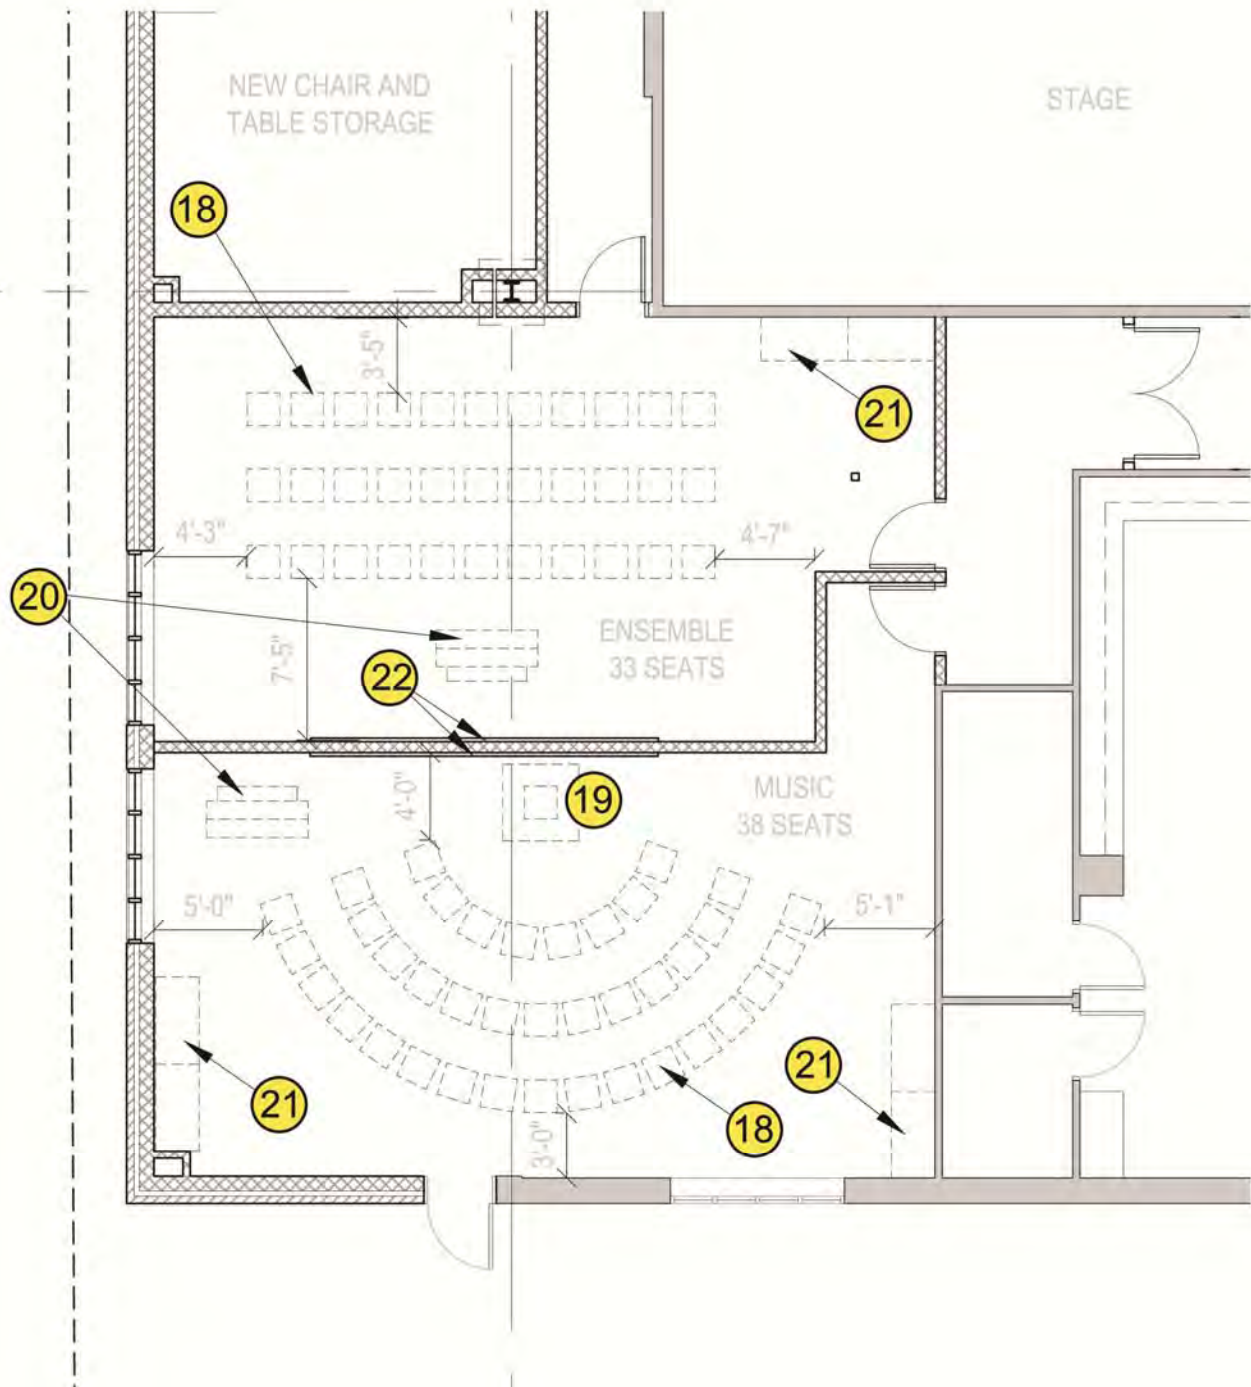 NEW CHAIR AND
TABLE STORAGE
STAGE
18
3'-5"
21
4'-3"
4'-7"
20
ENSEMBLE
33 SEATS
7'-5"
22
19
MUSIC
38 SEATS
4'-0"
5'-0"
5'-1"
21
21
18
3'-0"